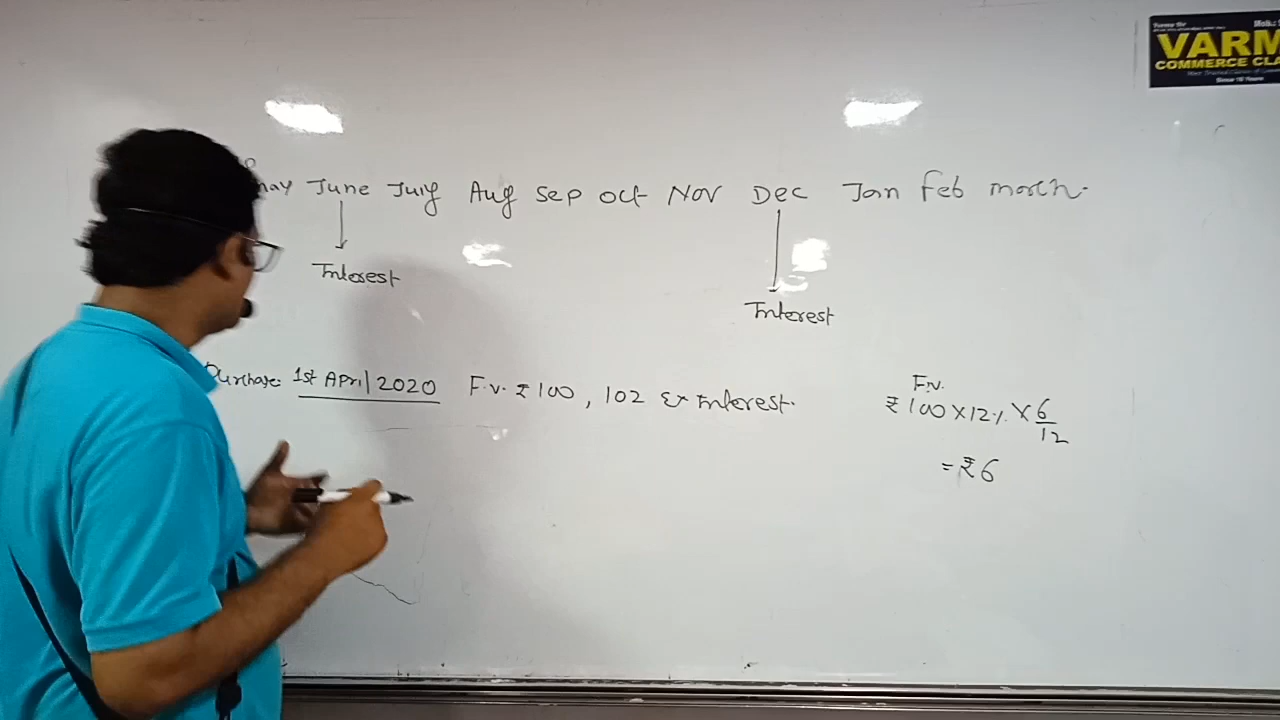 VARM
COMMERCE CLA
may June July Aug Sep oct Nov Dec Jan feb march.
Interest
Interest
Purchase 1st April 2020 F.v. ₹100, 102 Ex Interest.
F.v.
₹100 × 12% × 6/12
= ₹6